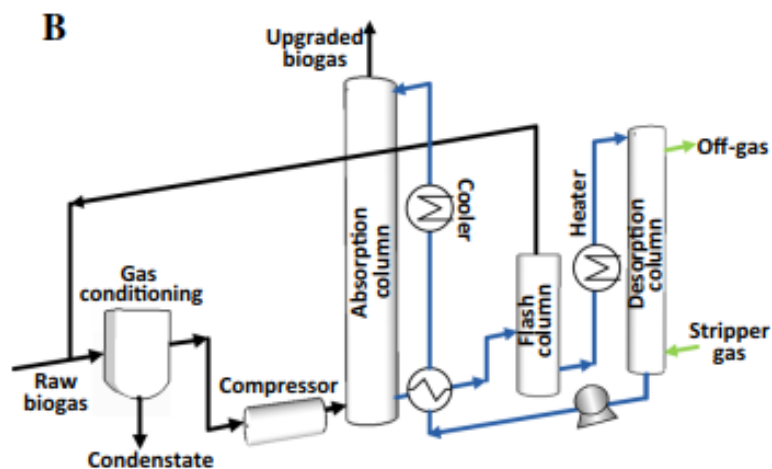 B
Upgraded
biogas
Off-gas
Cooler
Heater
Absorption
column
Flash
column
Desorption
column
Gas
conditioning
Stripper
gas
Raw
biogas
Compressor
Condenstate